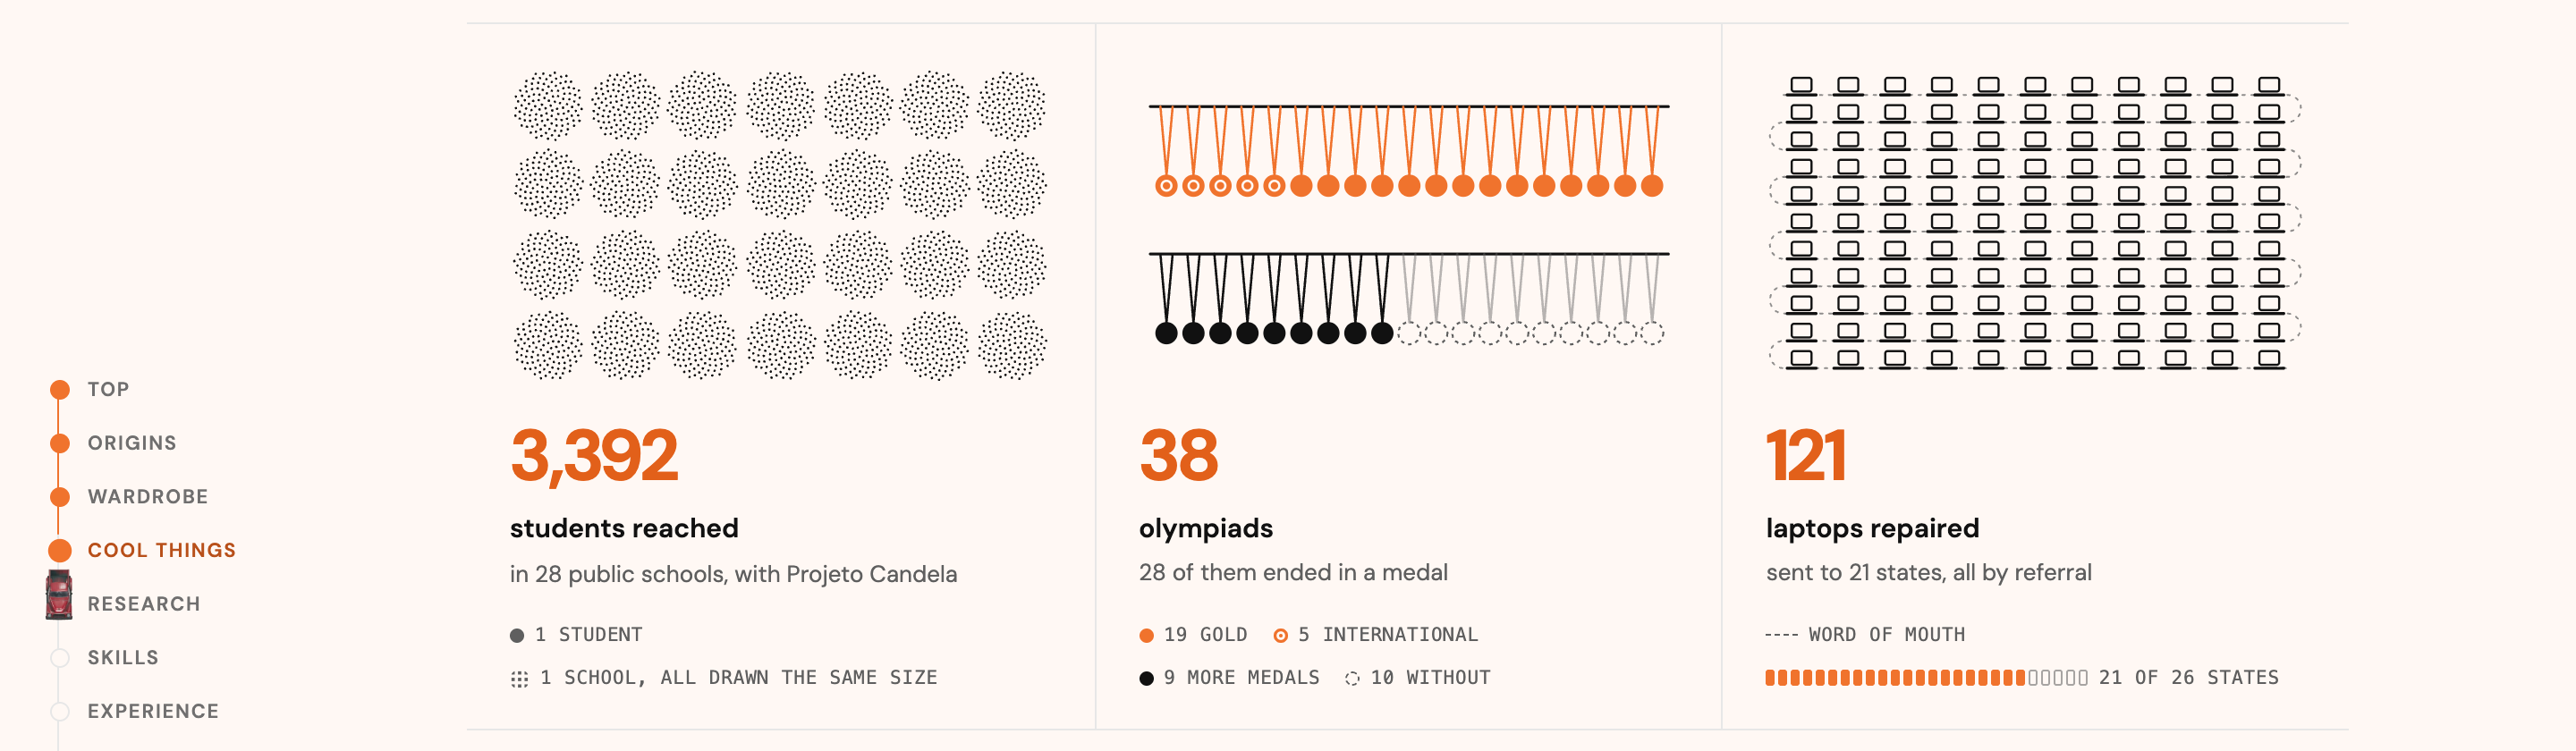 TOP
ORIGINS
WARDROBE
COOL THINGS
RESEARCH
SKILLS
EXPERIENCE
3,392
students reached
in 28 public schools, with Projeto Candela
1 STUDENT
1 SCHOOL, ALL DRAWN THE SAME SIZE
38
olympiads
28 of them ended in a medal
19 GOLD 5 INTERNATIONAL
9 MORE MEDALS 10 WITHOUT
121
laptops repaired
sent to 21 states, all by referral
WORD OF MOUTH
21 OF 26 STATES